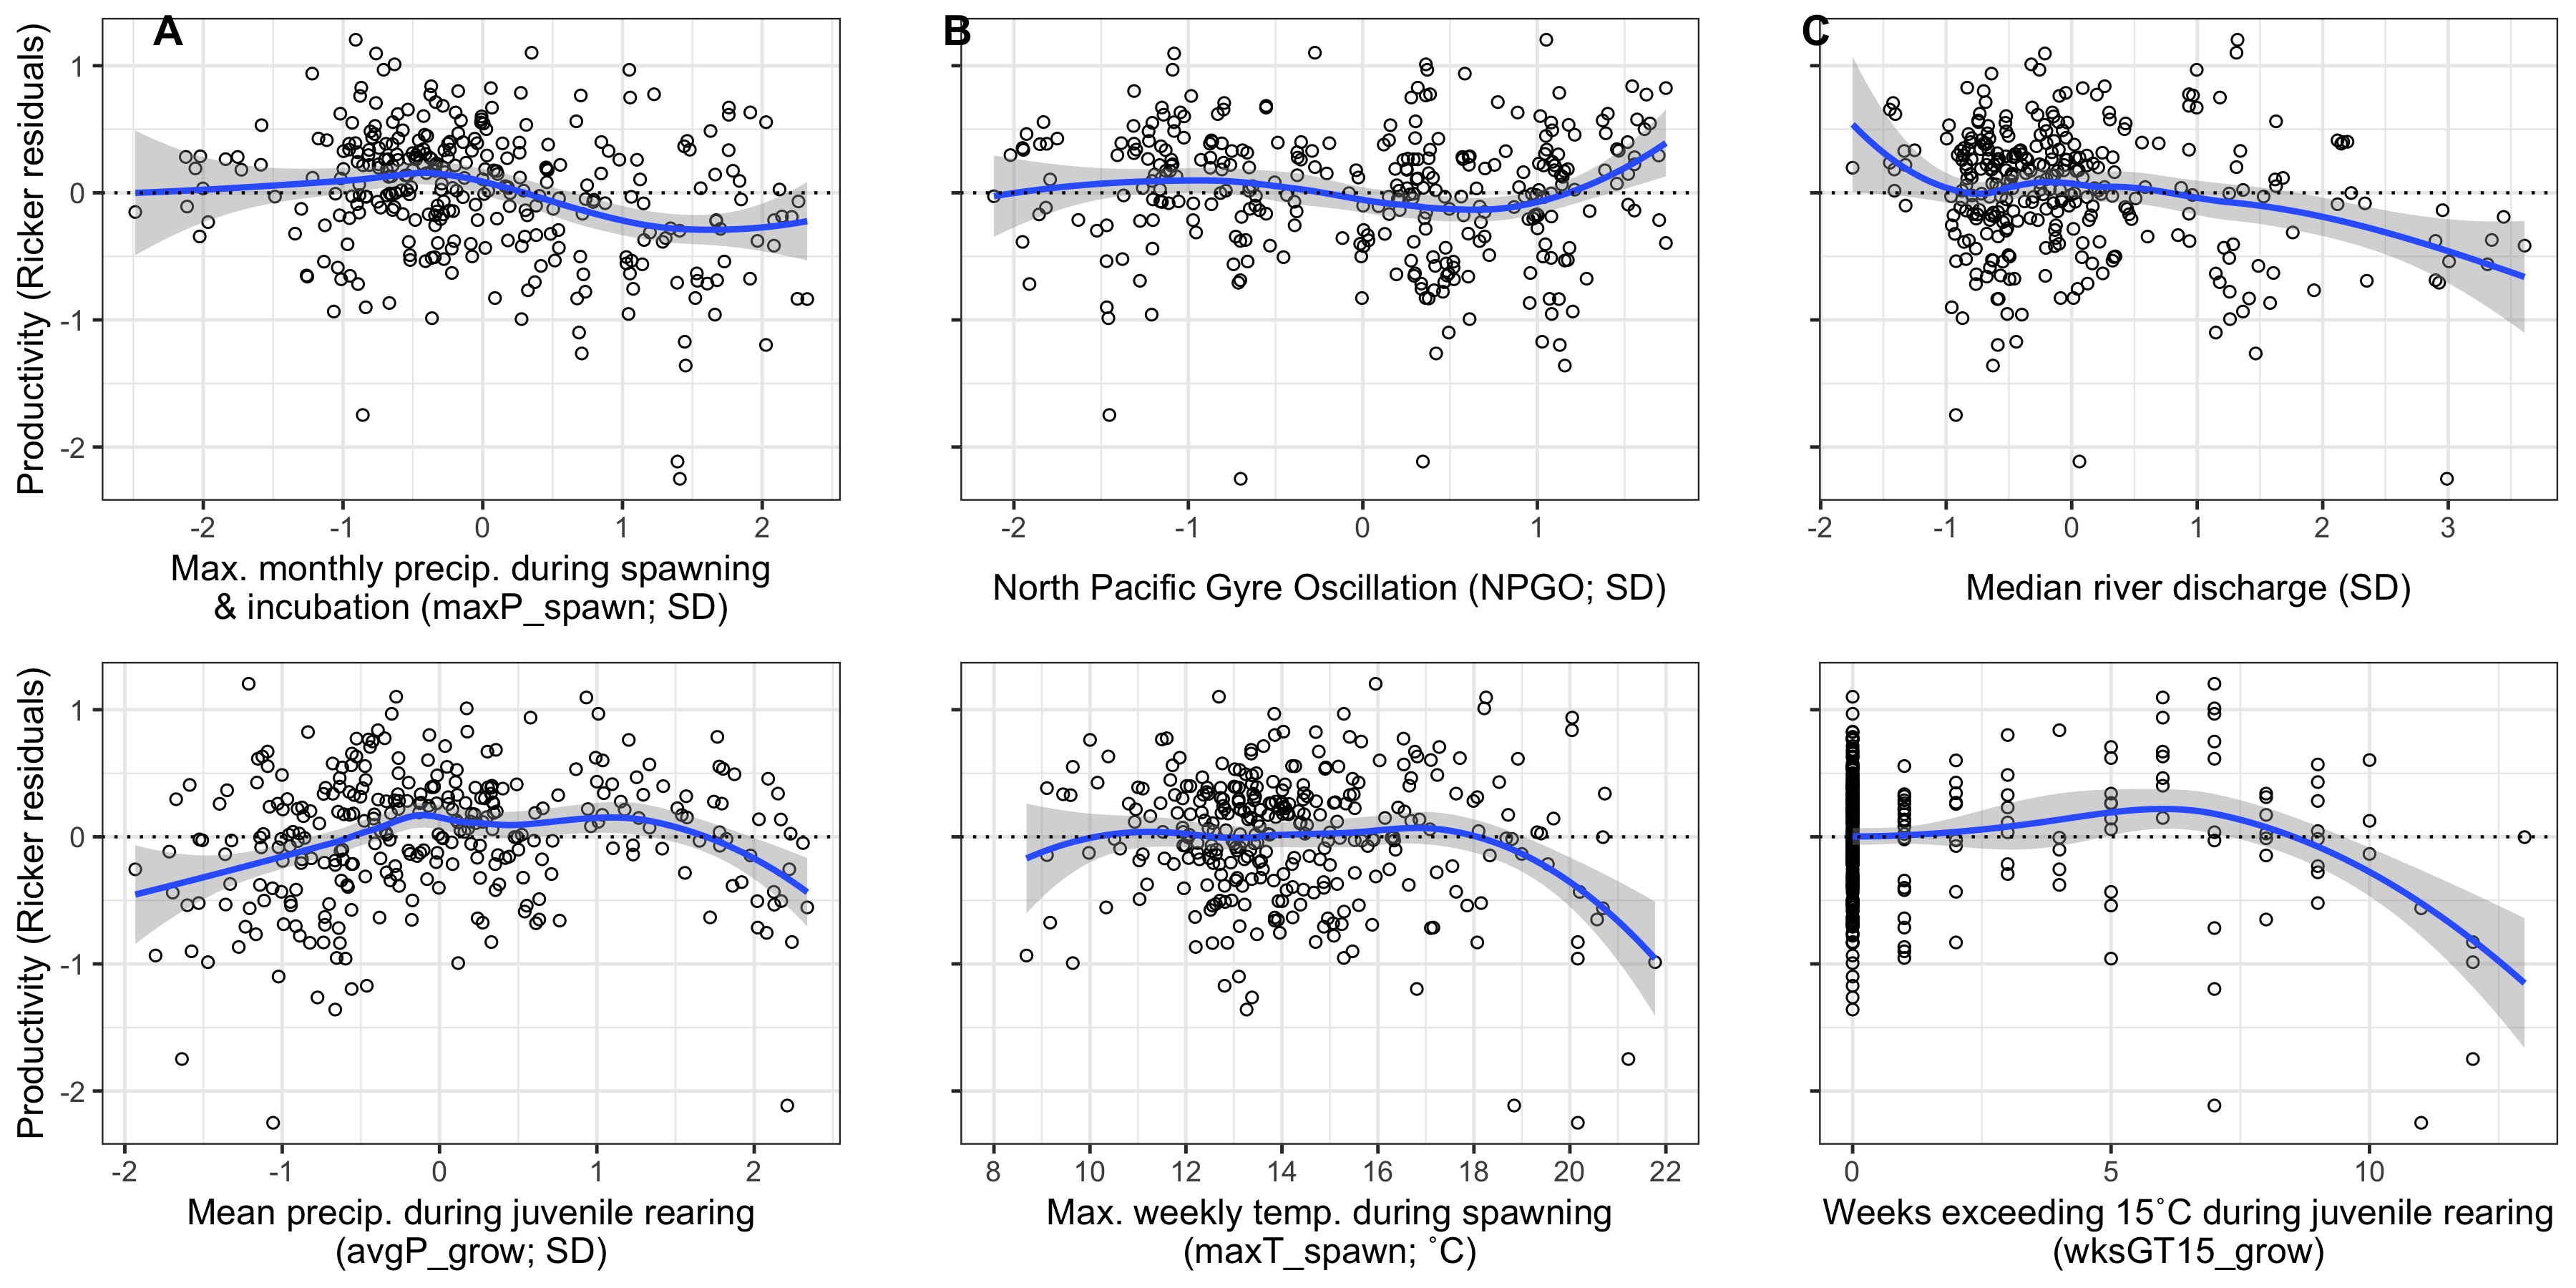 A
B
C
Productivity (Ricker residuals)
1
0
-1
-2
-2 -1 0 1 2
-2 -1 0 1
-2 -1 0 1 2 3
Max. monthly precip. during spawning
& incubation (maxP_spawn; SD)
North Pacific Gyre Oscillation (NPGO; SD)
Median river discharge (SD)
Productivity (Ricker residuals)
1
0
-1
-2
-2 -1 0 1 2
8 10 12 14 16 18 20 22
0 5 10
Mean precip. during juvenile rearing
(avgP_grow; SD)
Max. weekly temp. during spawning
(maxT_spawn; ˚C)
Weeks exceeding 15˚C during juvenile rearing
(wksGT15_grow)